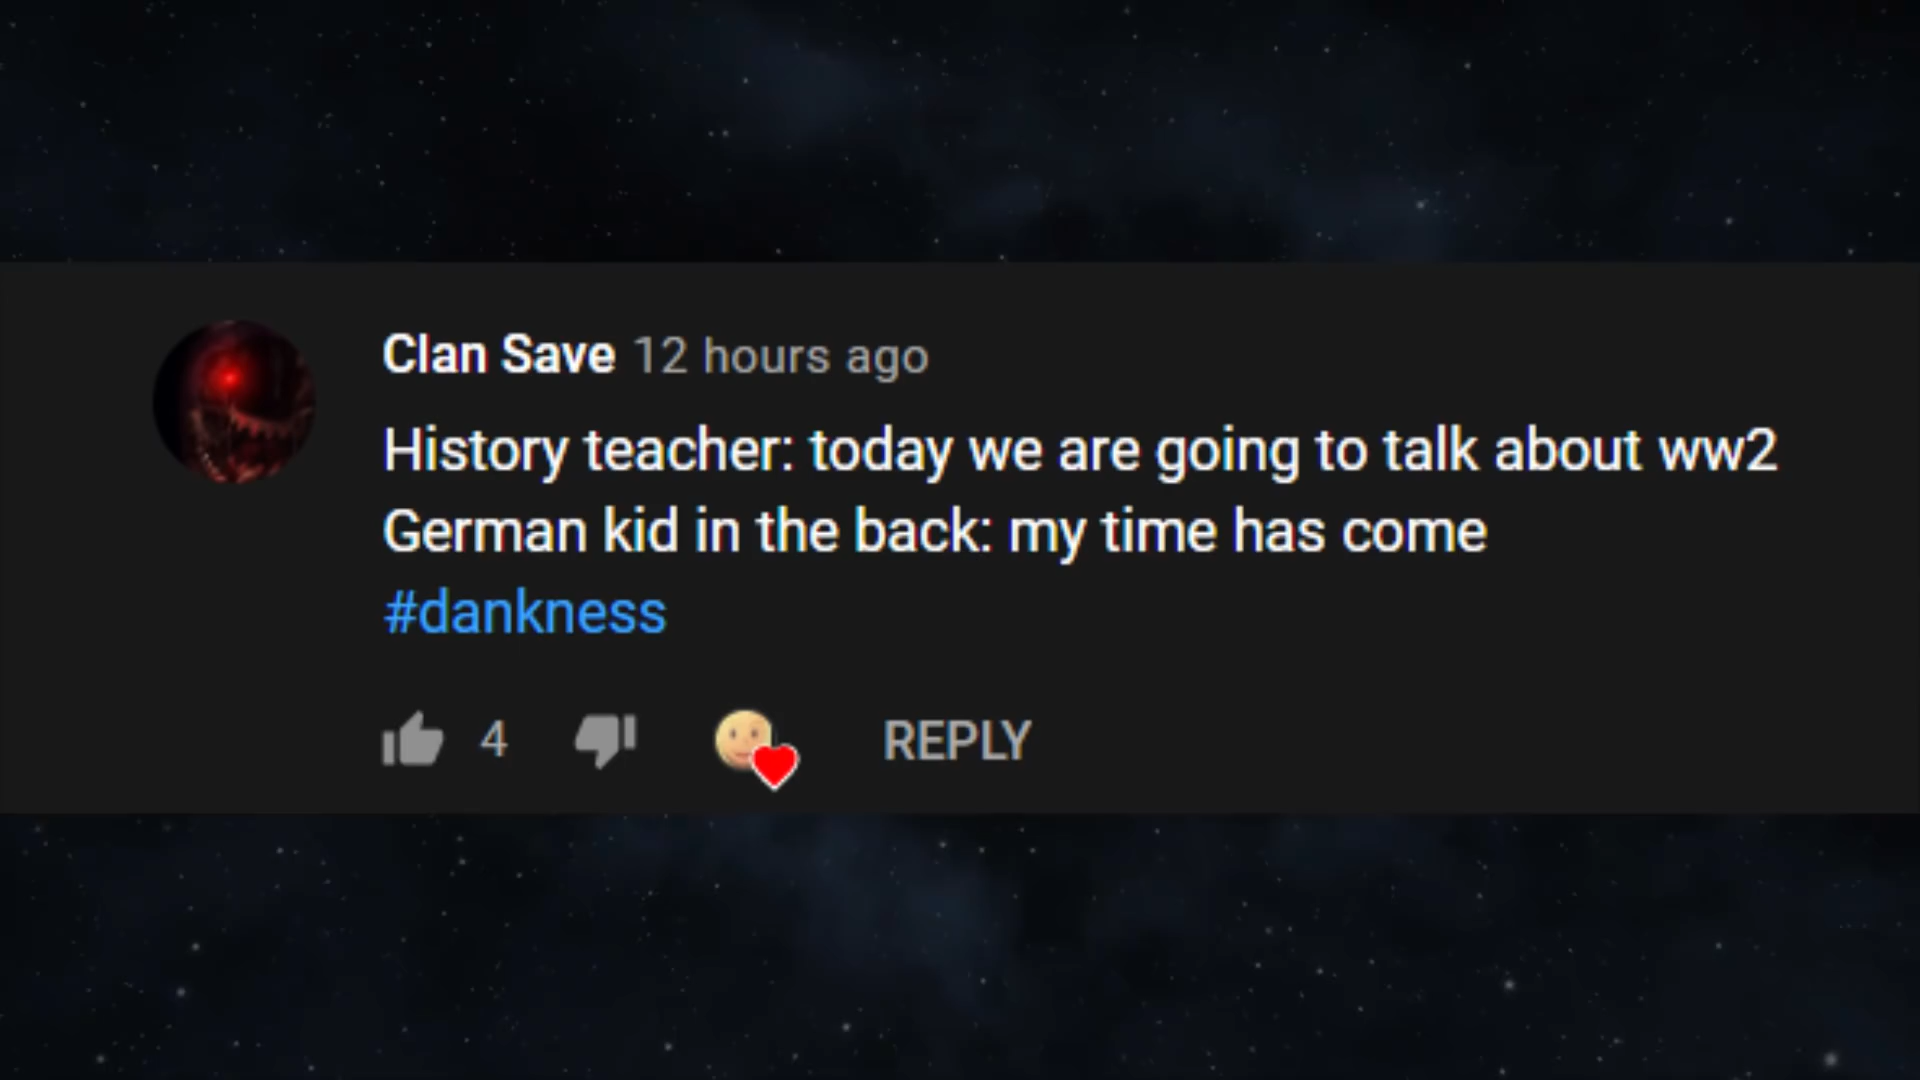 Clan Save 12 hours ago
History teacher: today we are going to talk about ww2
German kid in the back: my time has come
#dankness
4 REPLY